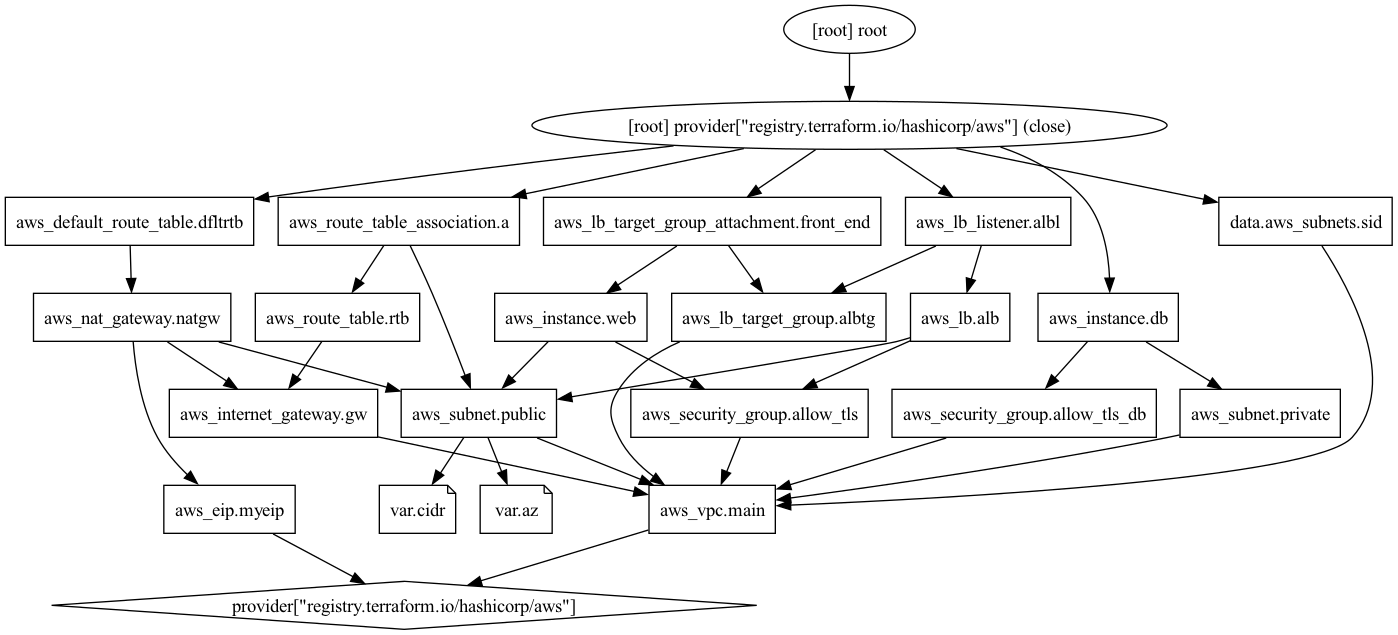 [root] root
[root] provider["registry.terraform.io/hashicorp/aws"] (close)
aws_default_route_table.dfltrtb
aws_route_table_association.a
aws_lb_target_group_attachment.front_end
aws_lb_listener.albl
data.aws_subnets.sid
aws_nat_gateway.natgw
aws_route_table.rtb
aws_instance.web
aws_lb_target_group.albtg
aws_lb.alb
aws_instance.db
aws_internet_gateway.gw
aws_subnet.public
aws_security_group.allow_tls
aws_security_group.allow_tls_db
aws_subnet.private
aws_eip.myeip
var.cidr
var.az
aws_vpc.main
provider["registry.terraform.io/hashicorp/aws"]